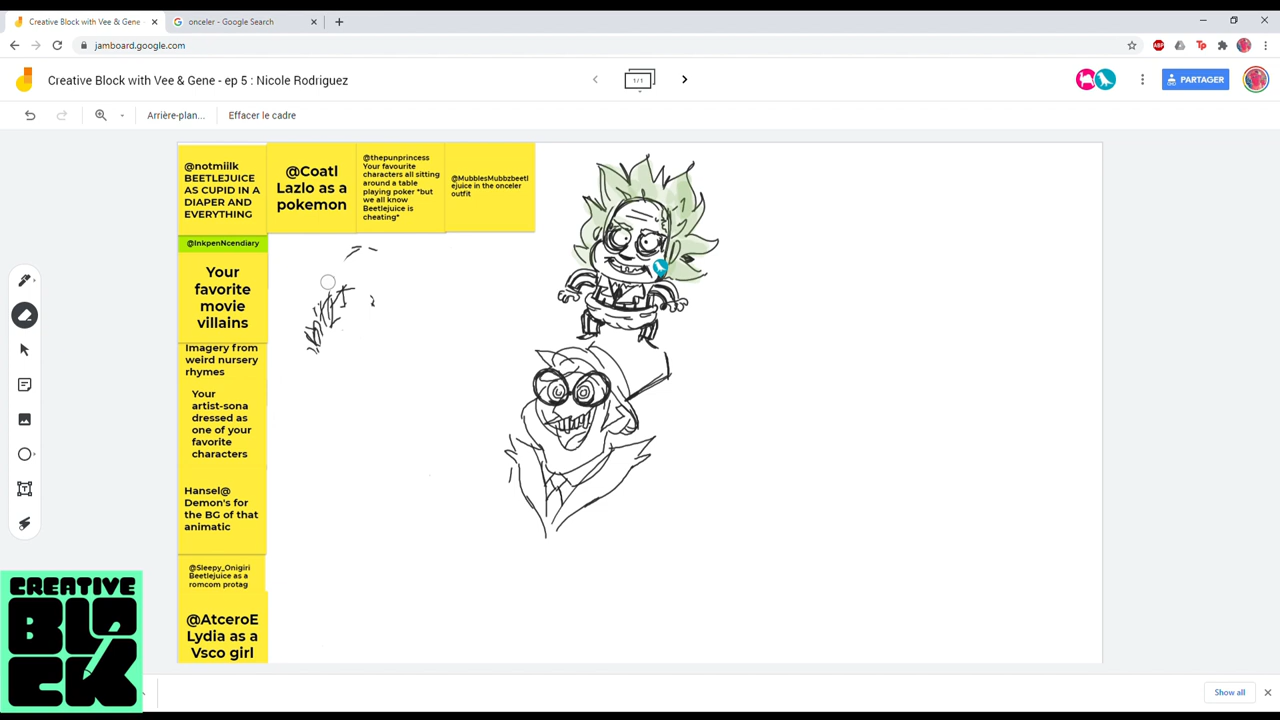 Creative Block with Vee & Gene -
onceler - Google Search
jamboard.google.com
ABP
Tp
Creative Block with Vee & Gene - ep 5 : Nicole Rodriguez
1/1
PARTAGER
Arrière-plan...
Effacer le cadre
@notmiilk
BEETLEJUICE
AS CUPID IN A
DIAPER AND
EVERYTHING
@Coatl
Lazlo as a
pokemon
@thepunprincess
Your favourite
characters all sitting
around a table
playing poker *but
we all know
Beetlejuice is
cheating*
@MubblesMubbzbeetl
ejuice in the onceler
outfit
@InkpenNcendiary
Your
favorite
movie
villains
Imagery from
weird nursery
rhymes
Your
artist-sona
dressed as
one of your
favorite
characters
Hansel@
Demon's for
the BG of that
animatic
@Sleepy_Onigiri
Beetlejuice as a
romcom protag
@AtceroE
Lydia as a
Vsco girl
CREATIVE
BLOCK
Show all